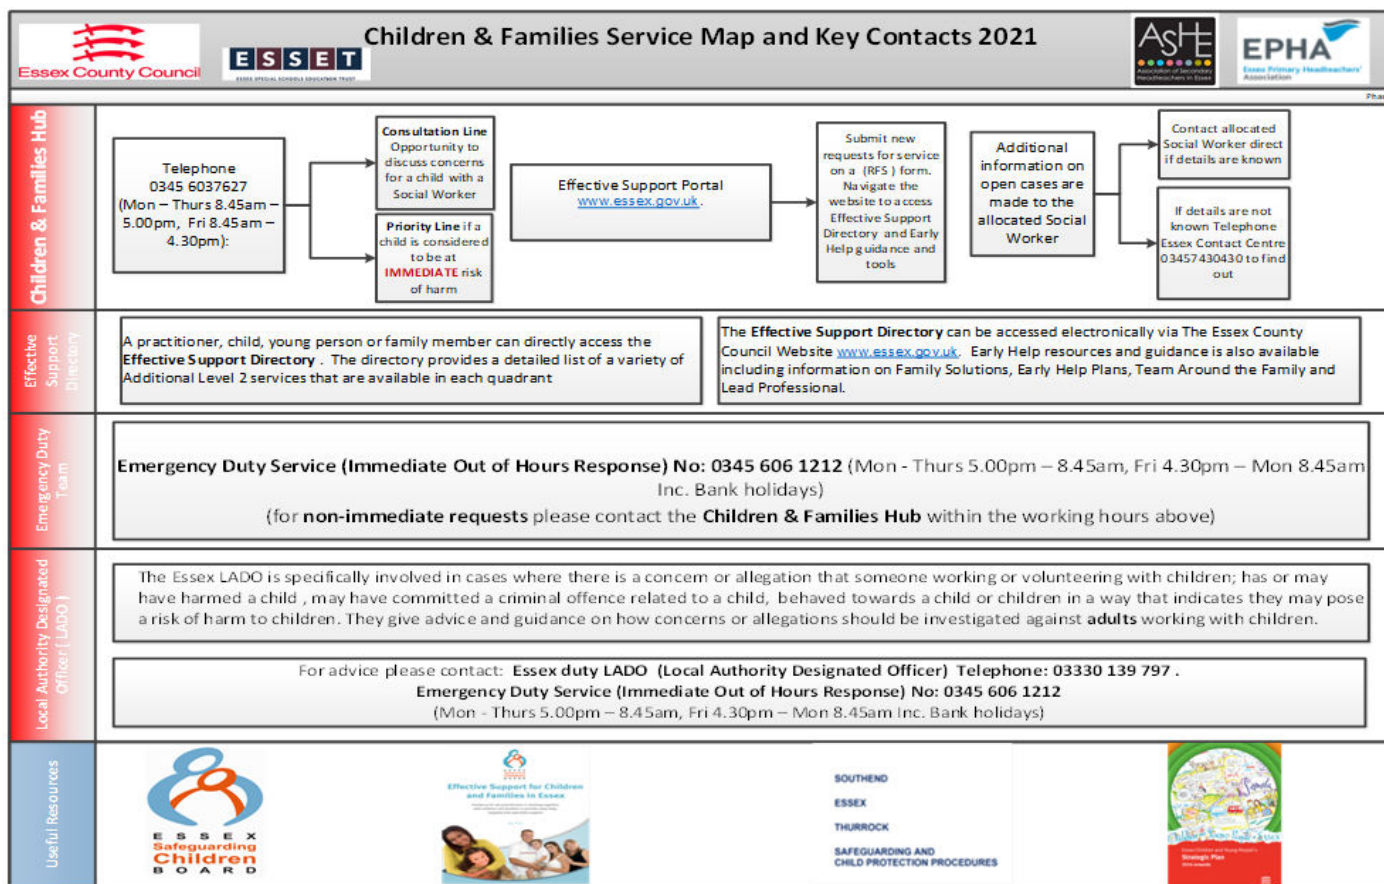 Children & Families Service Map and Key Contacts 2021
Essex County Council
ESSET
ESSEX SPECIAL SCHOOLS EDUCATION TRUST
ASHE
Association of Secondary
Headteachers in Essex
EPHA
Essex Primary Headteachers'
Association
Children & Families Hub
Telephone
0345 6037627
(Mon – Thurs 8.45am –
5.00pm, Fri 8.45am –
4.30pm):
Consultation Line
Opportunity to
discuss concerns
for a child with a
Social Worker
Priority Line if a
child is considered
to be at
IMMEDIATE risk
of harm
Effective Support Portal
www.essex.gov.uk .
Submit new
requests for service
on a (RFS ) form.
Navigate the
website to access
Effective Support
Directory and Early
Help guidance and
tools
Additional
information on
open cases are
made to the
allocated Social
Worker
Contact allocated
Social Worker direct
if details are known
If details are not
known Telephone
Essex Contact Centre
03457430430 to find
out
Effective
Support
Directory
A practitioner, child, young person or family member can directly access the
Effective Support Directory . The directory provides a detailed list of a variety of
Additional Level 2 services that are available in each quadrant
The Effective Support Directory can be accessed electronically via The Essex County
Council Website www.essex.gov.uk. Early Help resources and guidance is also available
including information on Family Solutions, Early Help Plans, Team Around the Family and
Lead Professional.
Emergency Duty
Team
Emergency Duty Service (Immediate Out of Hours Response) No: 0345 606 1212 (Mon - Thurs 5.00pm – 8.45am, Fri 4.30pm – Mon 8.45am
Inc. Bank holidays)
(for non-immediate requests please contact the Children & Families Hub within the working hours above)
Local Authority Designated
Officer ( LADO )
The Essex LADO is specifically involved in cases where there is a concern or allegation that someone working or volunteering with children; has or may
have harmed a child , may have committed a criminal offence related to a child, behaved towards a child or children in a way that indicates they may pose
a risk of harm to children. They give advice and guidance on how concerns or allegations should be investigated against adults working with children.
For advice please contact: Essex duty LADO (Local Authority Designated Officer) Telephone: 03330 139 797 .
Emergency Duty Service (Immediate Out of Hours Response) No: 0345 606 1212
(Mon - Thurs 5.00pm – 8.45am, Fri 4.30pm – Mon 8.45am Inc. Bank holidays)
Useful Resources
ESSEX
Safeguarding
Children
BOARD
Effective Support for Children
and Families in Essex
SOUTHEND
ESSEX
THURROCK
SAFEGUARDING AND
CHILD PROTECTION PROCEDURES
Strategic Plan